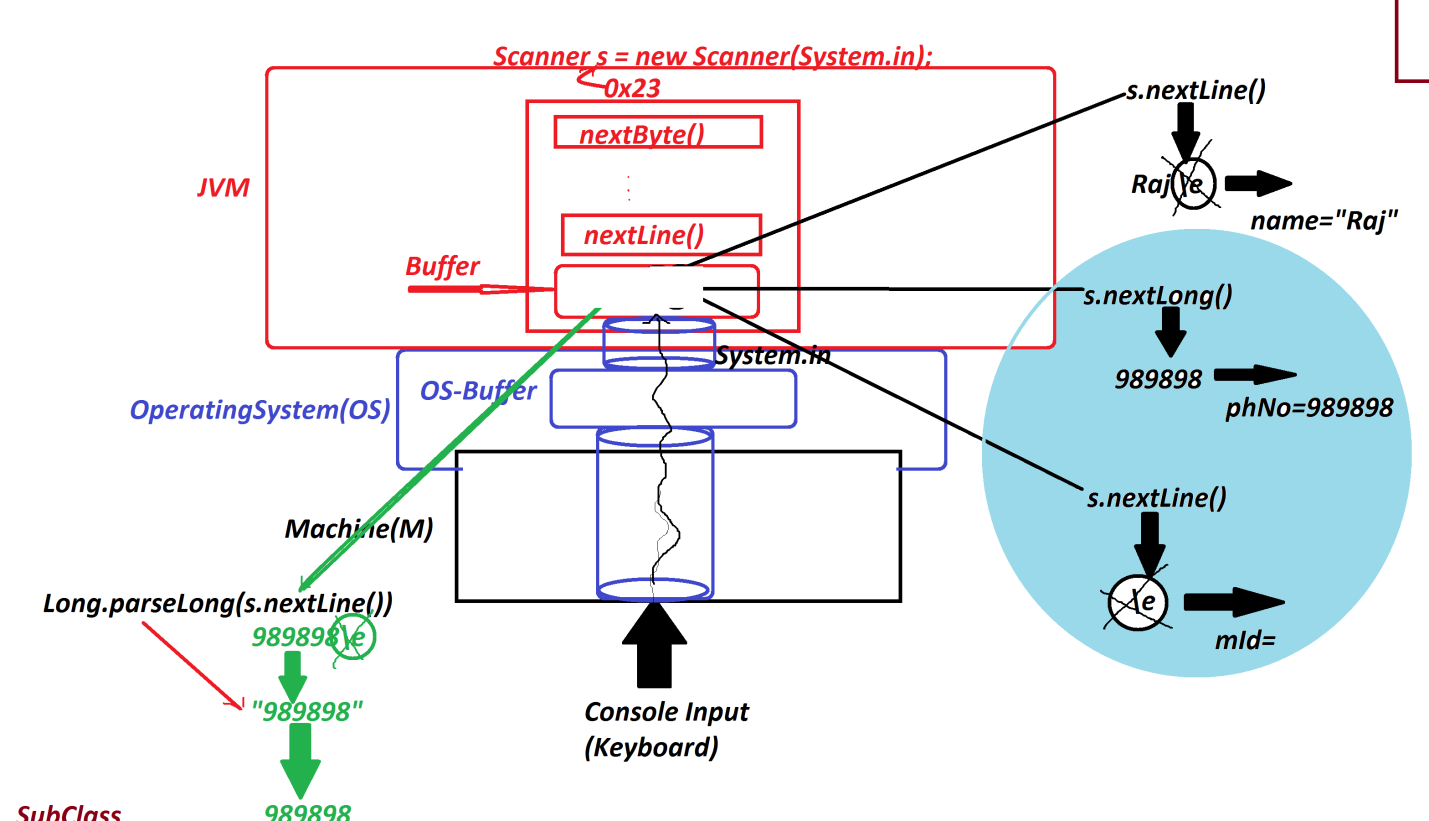 Scanner s = new Scanner(System.in);
0x23
nextByte()
JVM
nextLine()
Buffer
System.in
OS-Buffer
OperatingSystem(OS)
Machine(M)
Long.parseLong(s.nextLine())
989898\e
"989898"
989898
SubClass
Console Input
(Keyboard)
s.nextLine()
Raj\e
name="Raj"
s.nextLong()
989898
phNo=989898
s.nextLine()
\e
mId=